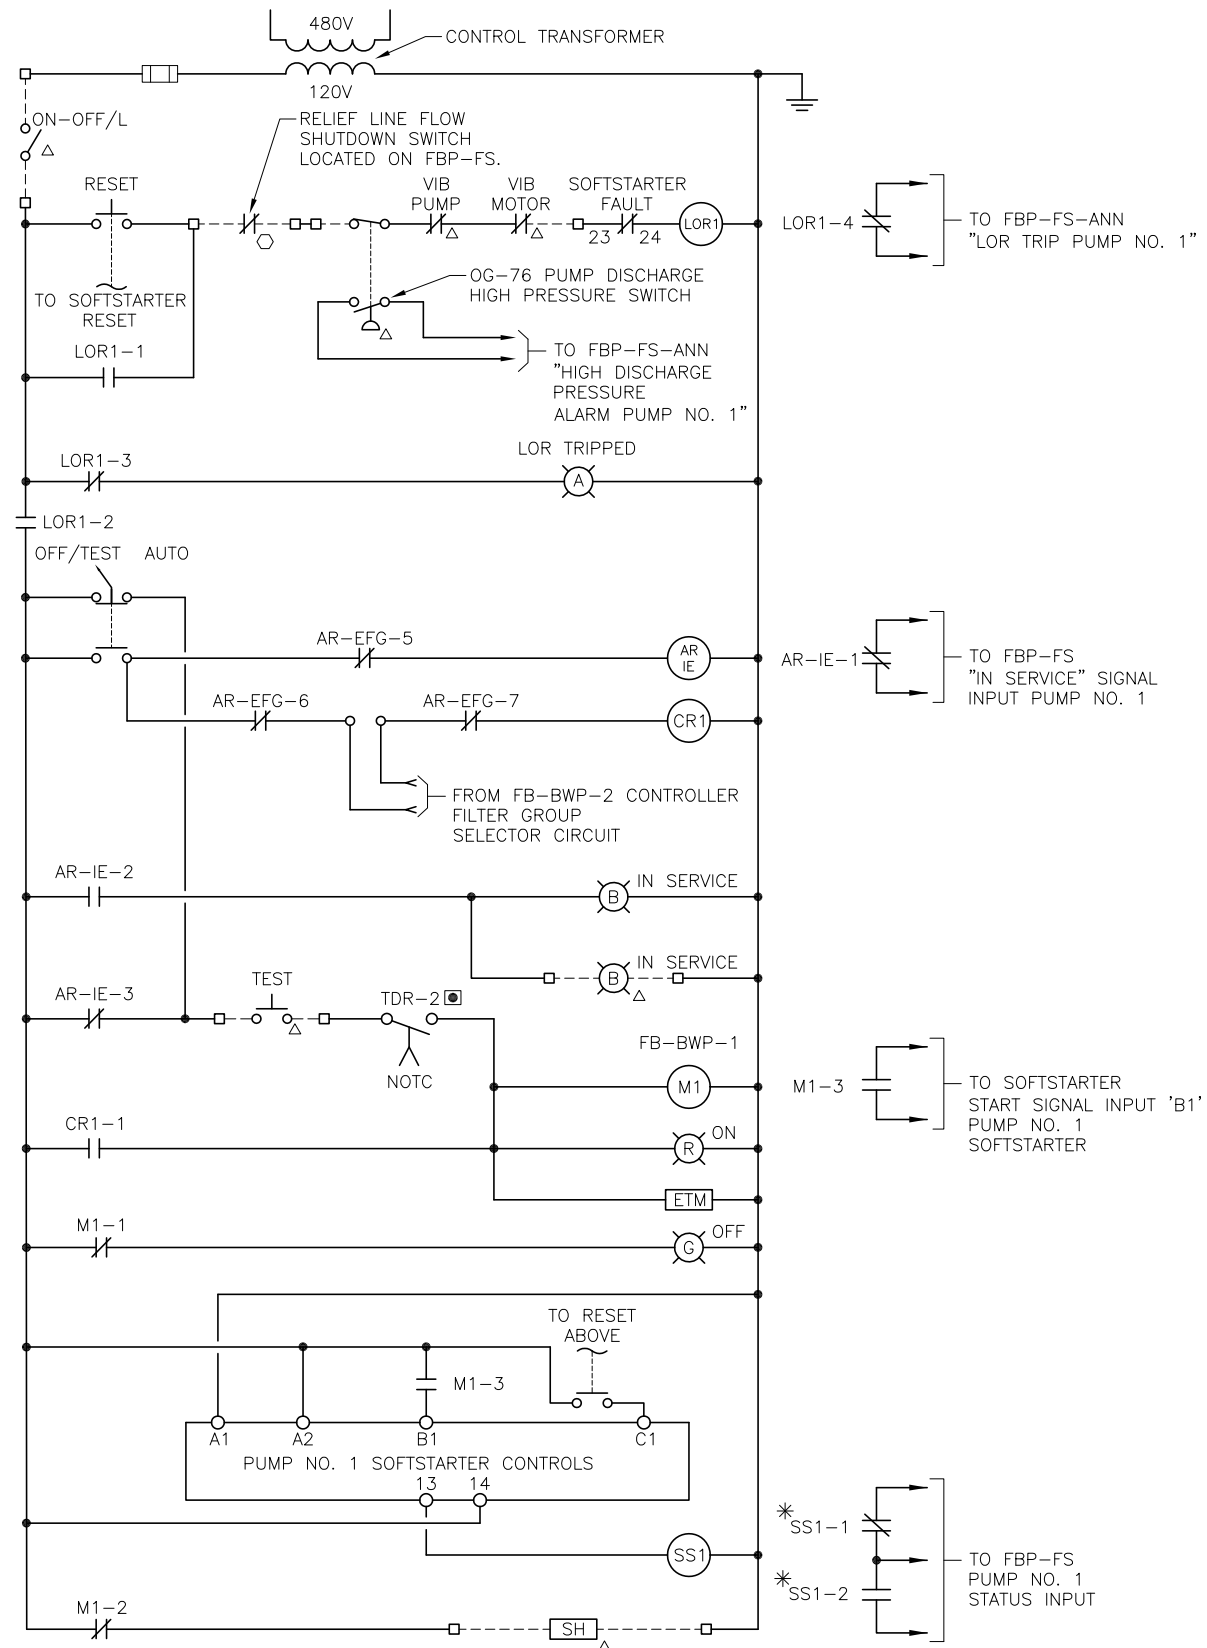 480V
CONTROL TRANSFORMER
120V
ON-OFF/L
RELIEF LINE FLOW
SHUTDOWN SWITCH
LOCATED ON FBP-FS.
RESET
VIB
PUMP
VIB
MOTOR
SOFTSTARTER
FAULT
23
24
LOR1
LOR1-4
TO FBP-FS-ANN
"LOR TRIP PUMP NO. 1"
TO SOFTSTARTER
RESET
OG-76 PUMP DISCHARGE
HIGH PRESSURE SWITCH
LOR1-1
TO FBP-FS-ANN
"HIGH DISCHARGE
PRESSURE
ALARM PUMP NO. 1"
LOR TRIPPED
LOR1-3
A
LOR1-2
OFF/TEST AUTO
AR-EFG-5
AR
IE
AR-IE-1
TO FBP-FS
"IN SERVICE" SIGNAL
INPUT PUMP NO. 1
AR-EFG-6
AR-EFG-7
CR1
FROM FB-BWP-2 CONTROLLER
FILTER GROUP
SELECTOR CIRCUIT
AR-IE-2
B
IN SERVICE
B
IN SERVICE
AR-IE-3
TEST
TDR-2
NOTC
FB-BWP-1
M1
M1-3
TO SOFTSTARTER
START SIGNAL INPUT 'B1'
PUMP NO. 1
SOFTSTARTER
CR1-1
R
ON
ETM
M1-1
G
OFF
TO RESET
ABOVE
M1-3
A1
A2
B1
C1
PUMP NO. 1 SOFTSTARTER CONTROLS
13
14
SS1
*SS1-1
*SS1-2
TO FBP-FS
PUMP NO. 1
STATUS INPUT
M1-2
SH